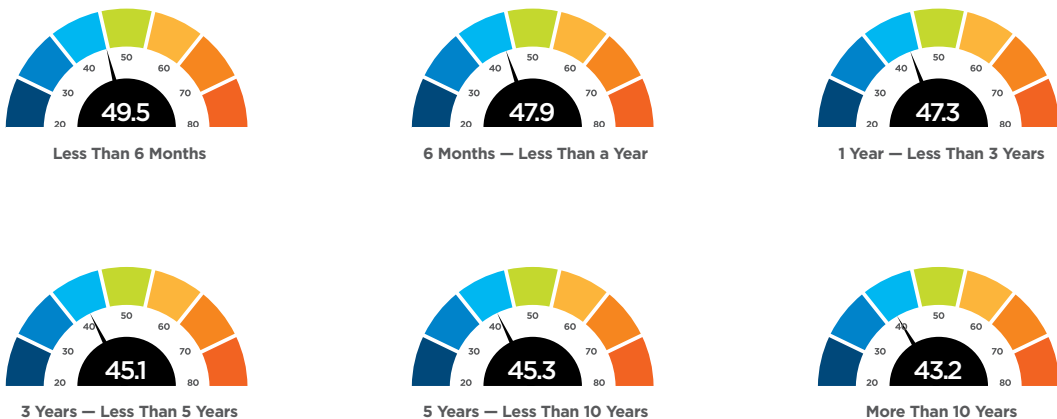 20 30 40 50 60 70 80
49.5
Less Than 6 Months
20 30 40 50 60 70 80
47.9
6 Months — Less Than a Year
20 30 40 50 60 70 80
47.3
1 Year — Less Than 3 Years
20 30 40 50 60 70 80
45.1
3 Years — Less Than 5 Years
20 30 40 50 60 70 80
45.3
5 Years — Less Than 10 Years
20 30 40 50 60 70 80
43.2
More Than 10 Years